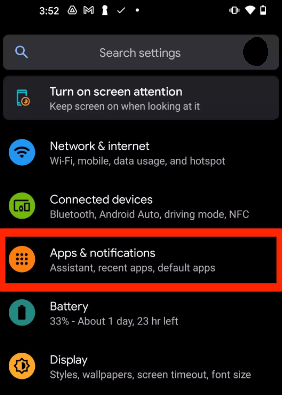 3:52
Search settings
Turn on screen attention
Keep screen on when looking at it
Network & internet
Wi-Fi, mobile, data usage, and hotspot
Connected devices
Bluetooth, Android Auto, driving mode, NFC
Apps & notifications
Assistant, recent apps, default apps
Battery
33% - About 1 day, 23 hr left
Display
Styles, wallpapers, screen timeout, font size